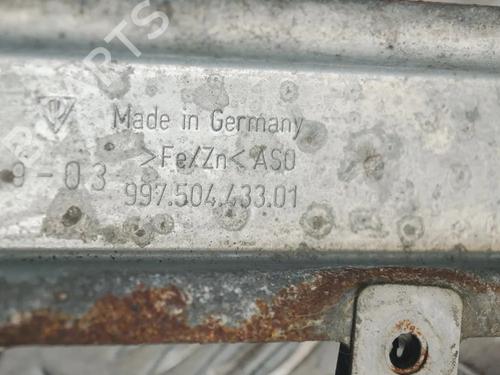 Made in Germany
>Fe/Zn< ASO
9-03
997.504.433.01